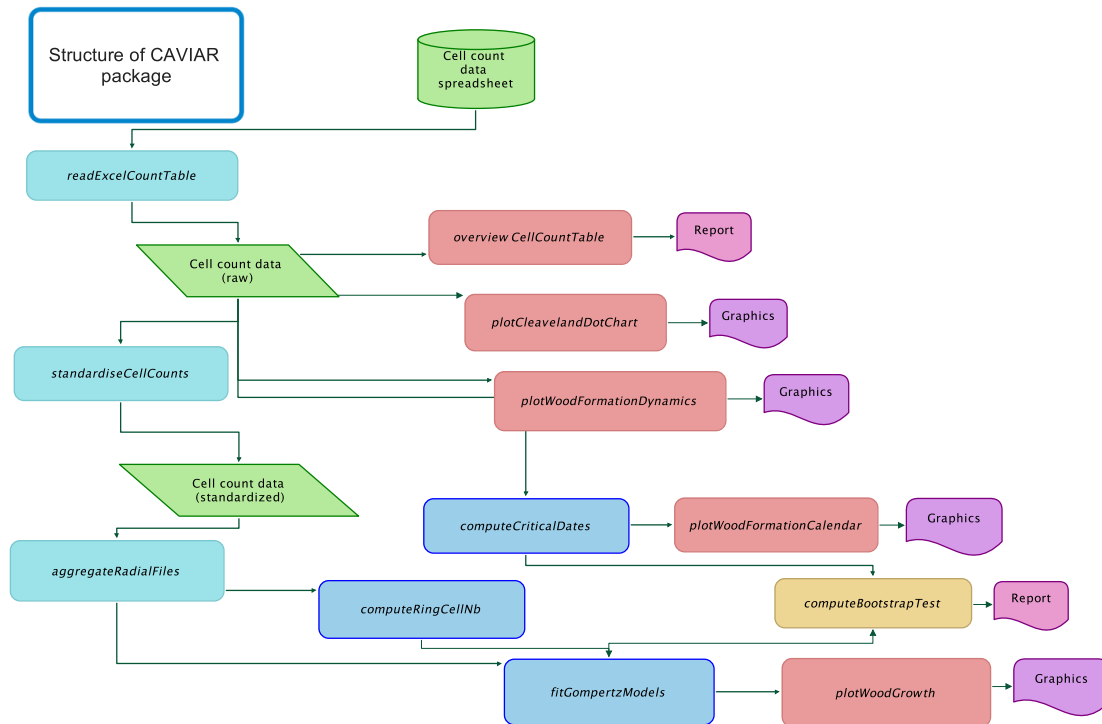 Structure of CAVIAR
package
Cell count
data
spreadsheet
readExcelCountTable
overview CellCountTable
Report
Cell count data
(raw)
plotCleavelandDotChart
Graphics
standardiseCellCounts
plotWoodFormationDynamics
Graphics
Cell count data
(standardized)
computeCriticalDates
plotWoodFormationCalendar
Graphics
aggregateRadialFiles
computeRingCellNb
computeBootstrapTest
Report
fitGompertzModels
plotWoodGrowth
Graphics